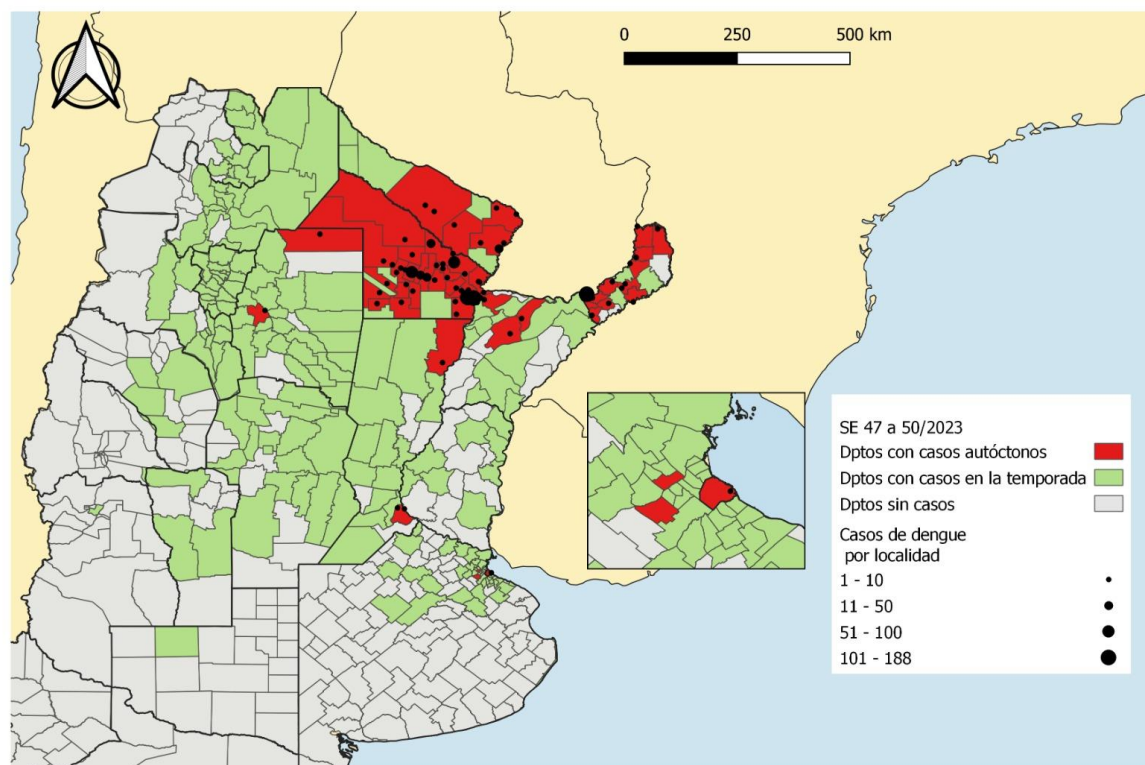 0 250 500 km
SE 47 a 50/2023
Dptos con casos autóctonos
Dptos con casos en la temporada
Dptos sin casos
Casos de dengue
por localidad
1 - 10
11 - 50
51 - 100
101 - 188